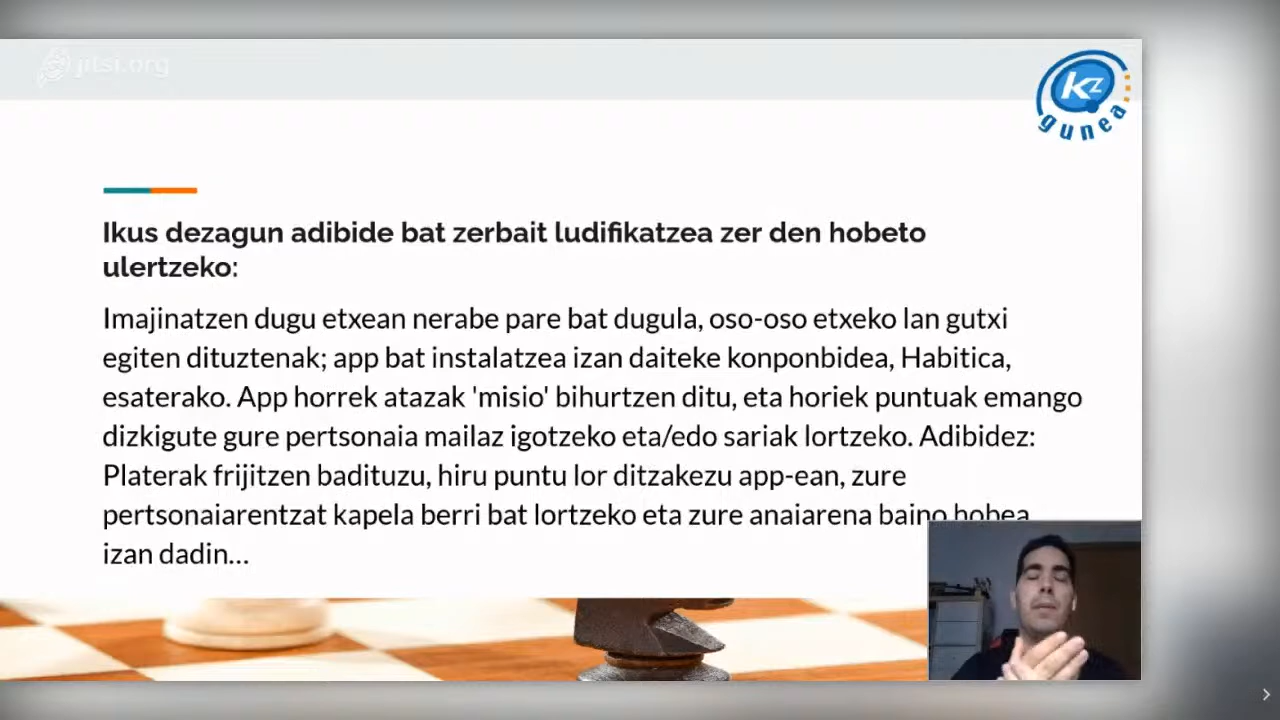 jitsi.org
kz
gunea
Ikus dezagun adibide bat zerbait ludifikatzea zer den hobeto
ulertzeko:
Imajinatzen dugu etxean nerabe pare bat dugula, oso-oso etxeko lan gutxi
egiten dituztenak; app bat instalatzea izan daiteke konponbidea, Habitica,
esaterako. App horrek atazak 'misio' bihurtzen ditu, eta horiek puntuak emango
dizkigute gure pertsonaia mailaz igotzeko eta/edo sariak lortzeko. Adibidez:
Platerak frijitzen badituzu, hiru puntu lor ditzakezu app-ean, zure
pertsonaiarentzat kapela berri bat lortzeko eta zure anaiarena baino hobea
izan dadin...